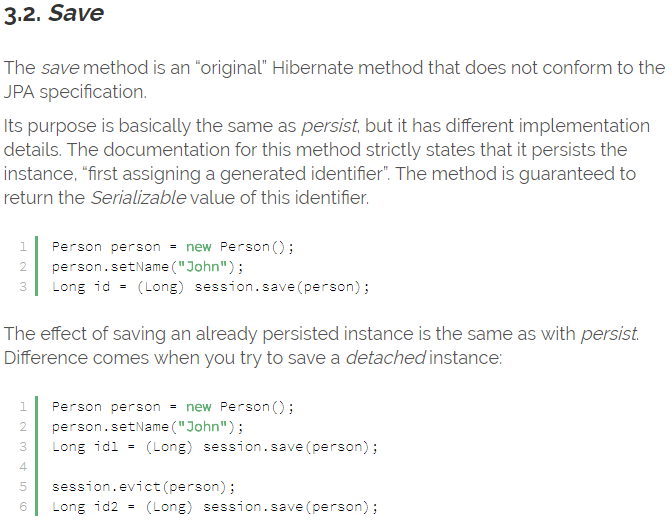 3.2. Save
The save method is an “original” Hibernate method that does not conform to the
JPA specification.
Its purpose is basically the same as persist, but it has different implementation
details. The documentation for this method strictly states that it persists the
instance, “first assigning a generated identifier”. The method is guaranteed to
return the Serializable value of this identifier.
1 Person person = new Person();
2 person.setName("John");
3 Long id = (Long) session.save(person);
The effect of saving an already persisted instance is the same as with persist.
Difference comes when you try to save a detached instance:
1 Person person = new Person();
2 person.setName("John");
3 Long id1 = (Long) session.save(person);
4
5 session.evict(person);
6 Long id2 = (Long) session.save(person);